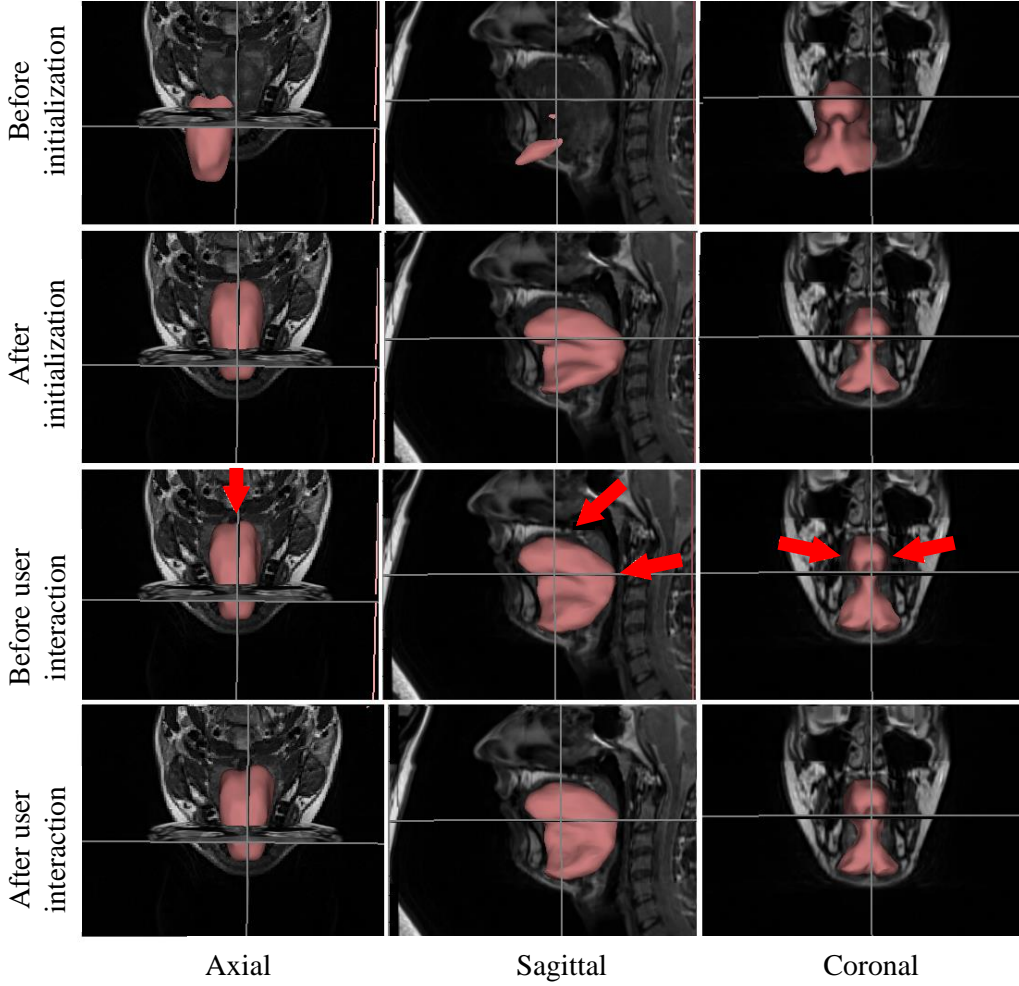 Before
initialization
After
initialization
Before user
interaction
After user
interaction
Axial
Sagittal
Coronal